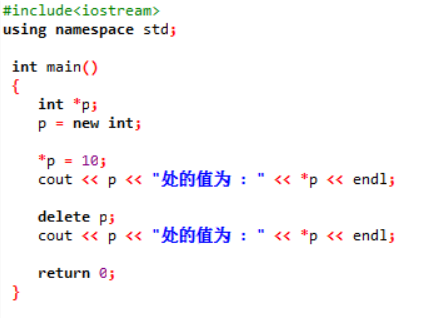 #include<iostream>
using namespace std;
int main()
{
int *p;
p = new int;
*p = 10;
cout << p << "处的值为 : " << *p << endl;
delete p;
cout << p << "处的值为 : " << *p << endl;
return 0;
}